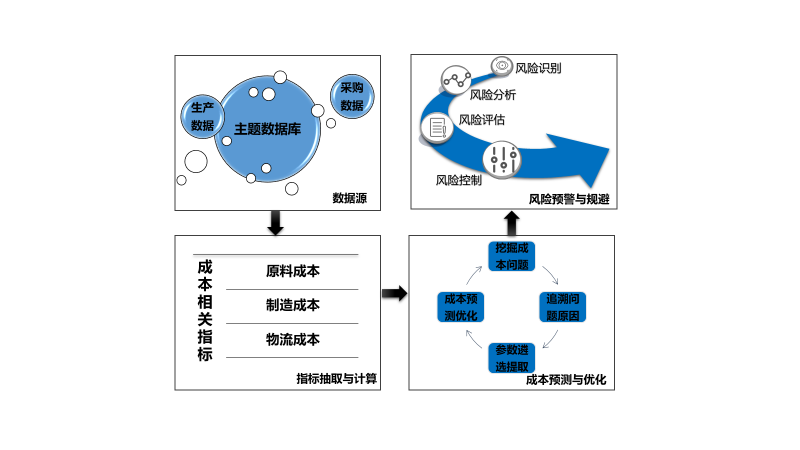 生产
数据
主题数据库
采购
数据
数据源
风险识别
风险分析
风险评估
风险控制
风险预警与规避
成本相关指标
原料成本
制造成本
物流成本
指标抽取与计算
挖掘成
本问题
追溯问
题原因
参数遴
选提取
成本预
测优化
成本预测与优化